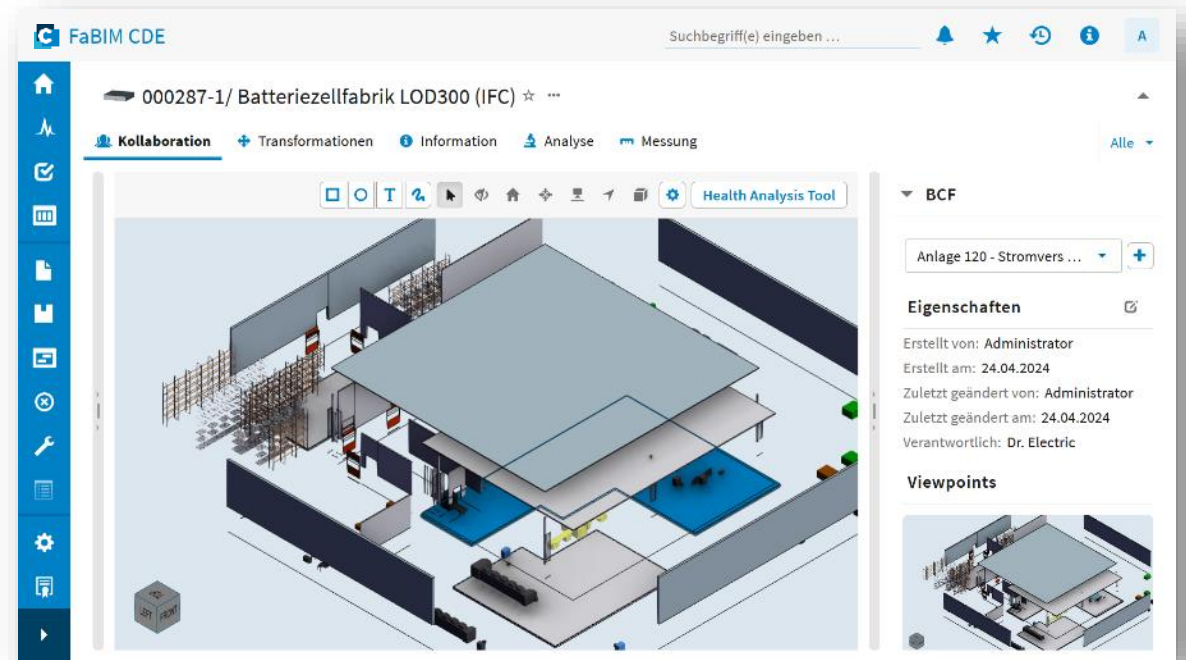 FaBIM CDE
Suchbegriff(e) eingeben ...
A
000287-1/ Batteriezellfabrik LOD300 (IFC)
Kollaboration Transformationen Information Analyse Messung
Alle
T Health Analysis Tool
BCF
Anlage 120 - Stromvers ...
Eigenschaften
Erstellt von: Administrator
Erstellt am: 24.04.2024
Zuletzt geändert von: Administrator
Zuletzt geändert am: 24.04.2024
Verantwortlich: Dr. Electric
Viewpoints
LEFT FRONT